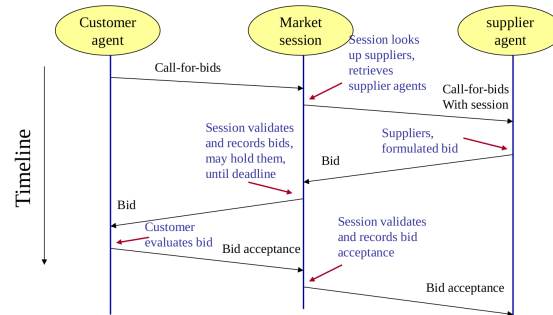 Customer
agent
Market
session
supplier
agent
Session looks
up suppliers,
retrieves
supplier agents
Call-for-bids
Call-for-bids
With session
Timeline
Session validates
and records bids,
may hold them,
until deadline
Suppliers,
formulated bid
Bid
Bid
Customer
evaluates bid
Session validates
and records bid
acceptance
Bid acceptance
Bid acceptance